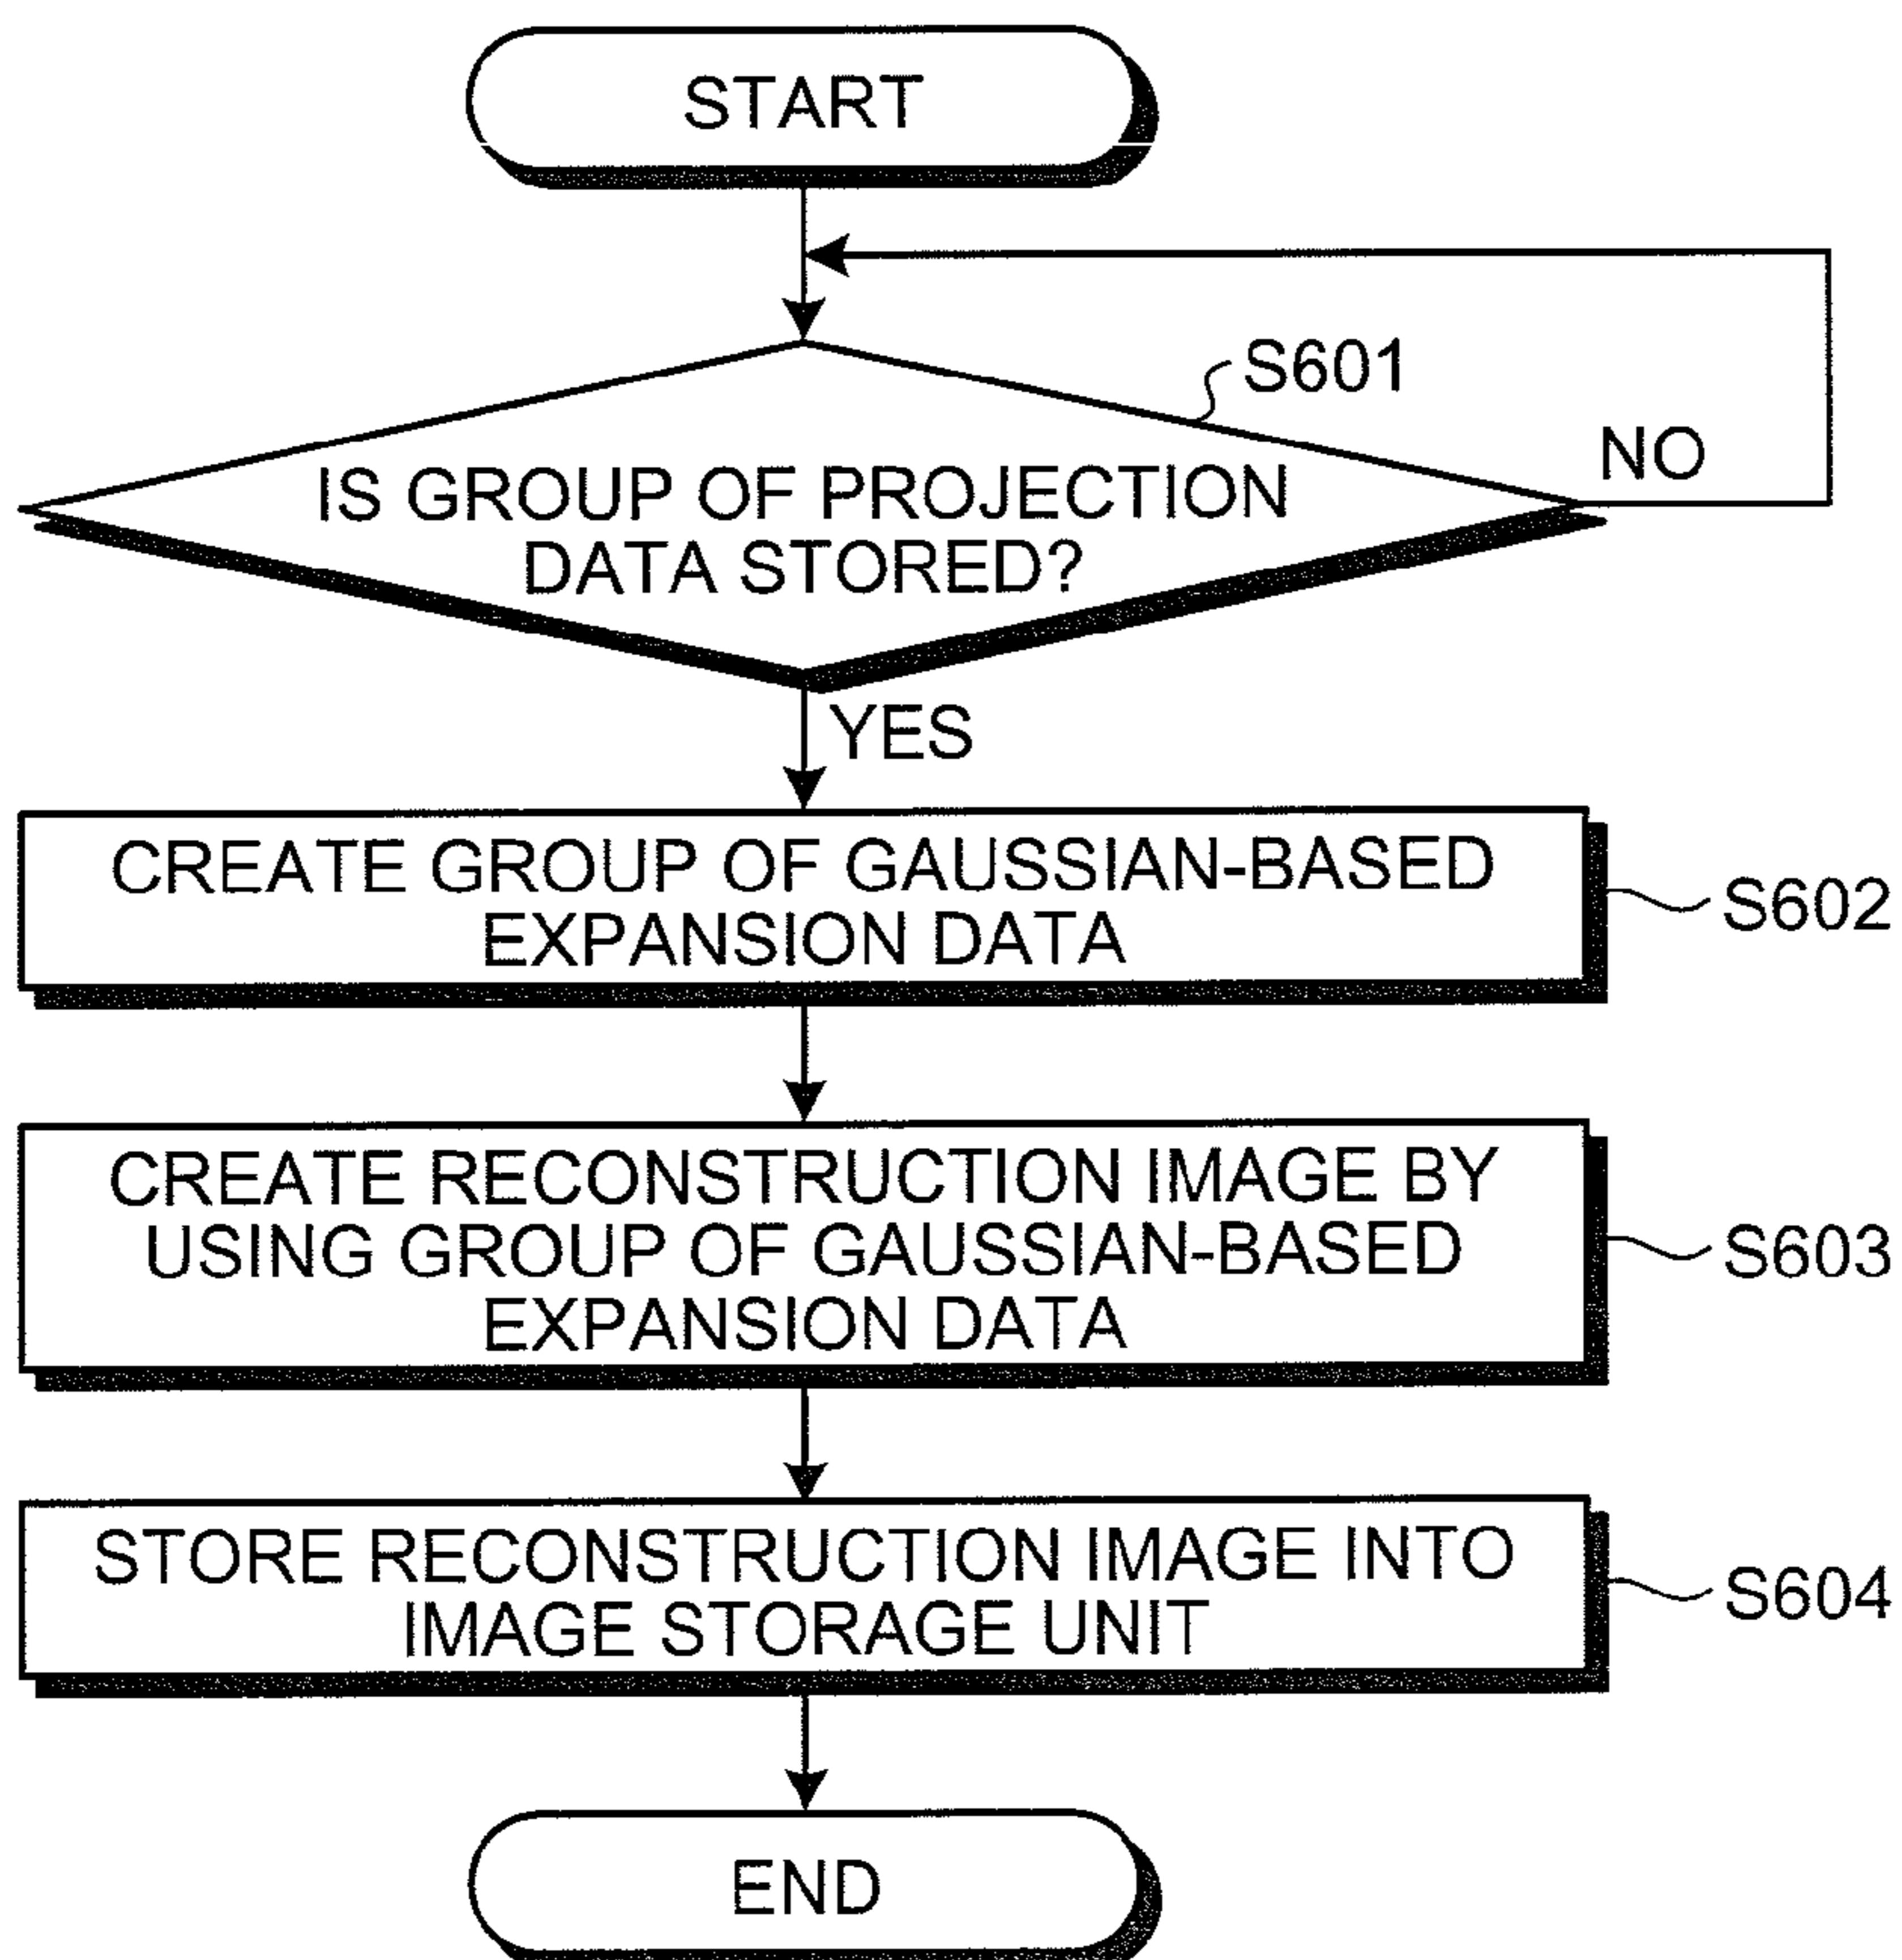 START
S601
NO
IS GROUP OF PROJECTION
DATA STORED?
YES
CREATE GROUP OF GAUSSIAN-BASED
EXPANSION DATA
S602
CREATE RECONSTRUCTION IMAGE BY
USING GROUP OF GAUSSIAN-BASED
EXPANSION DATA
S603
STORE RECONSTRUCTION IMAGE INTO
IMAGE STORAGE UNIT
S604
END